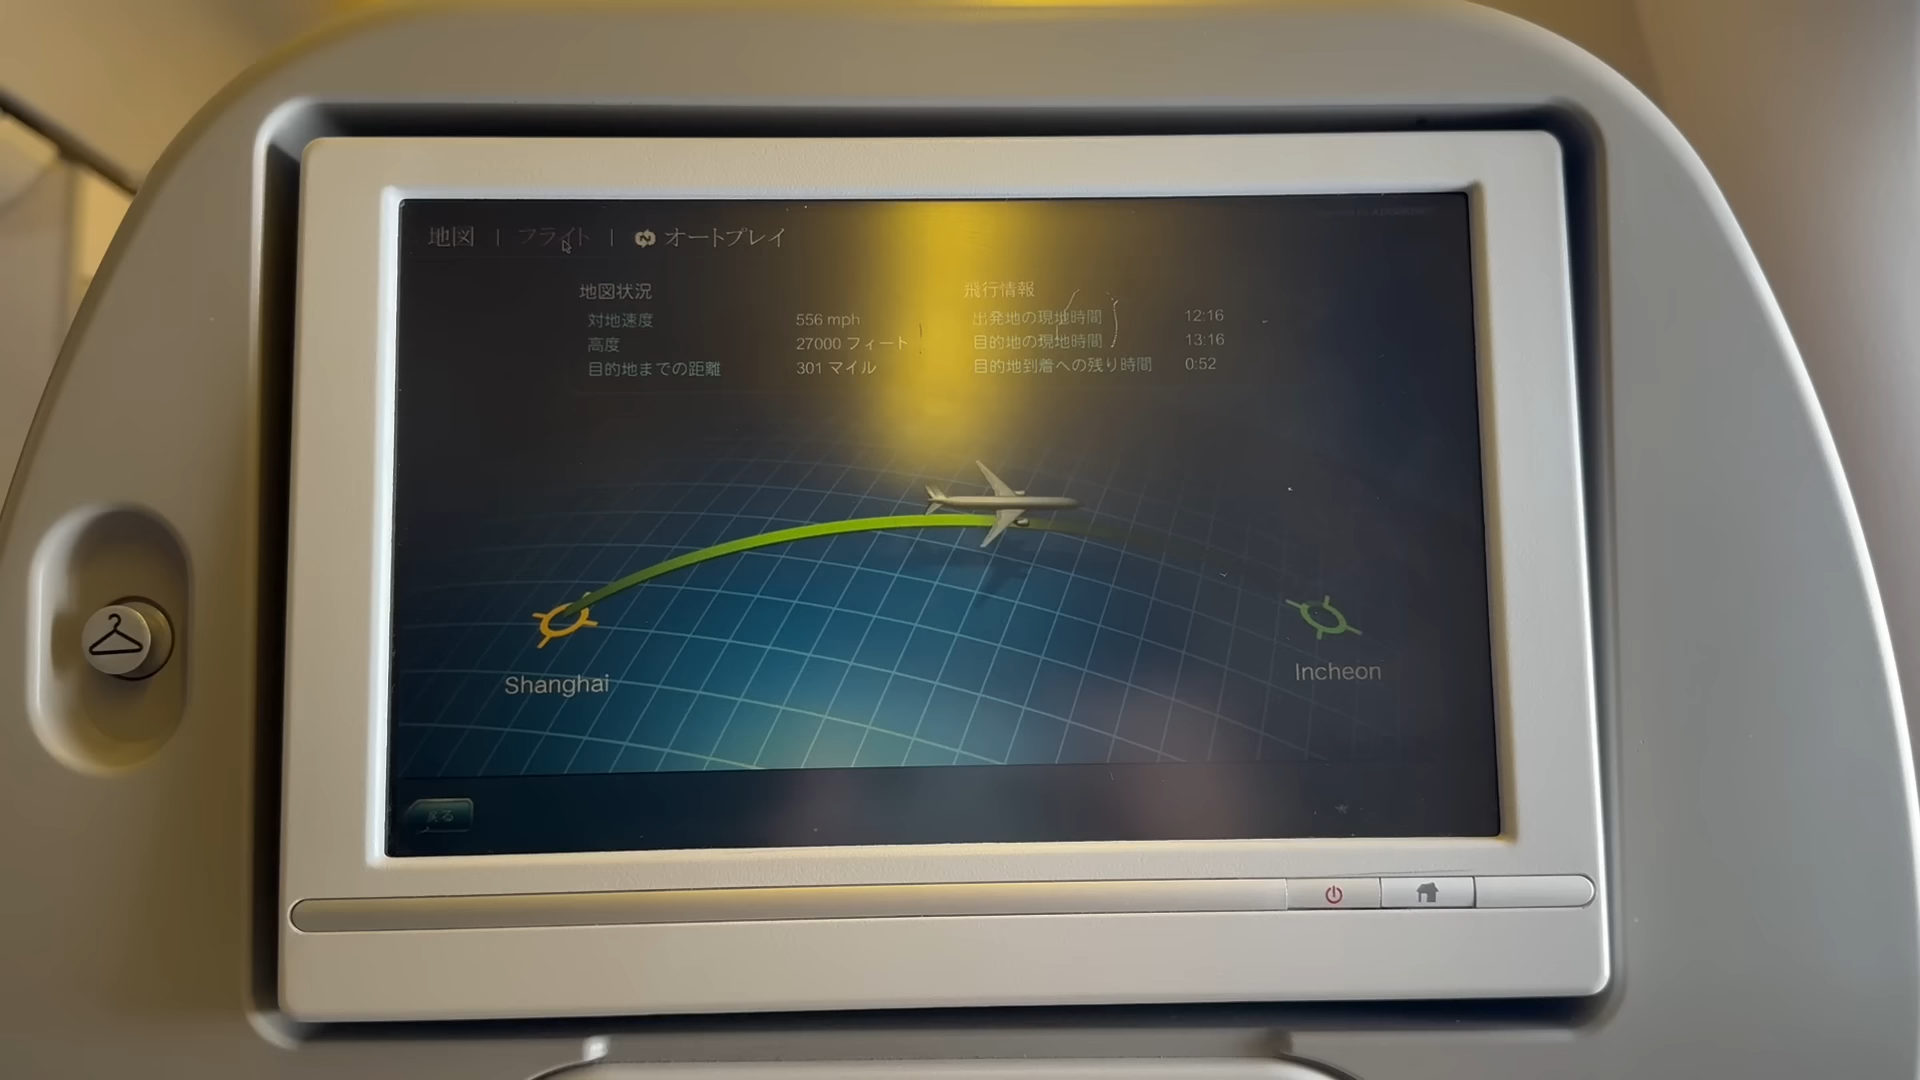 地図 | フライト | オートプレイ
地図状況
対地速度 556 mph
高度 27000 フィート
目的地までの距離 301 マイル
飛行情報
出発地の現地時間 12:16
目的地の現地時間 13:16
目的地到着への残り時間 0:52
Shanghai
Incheon
戻る